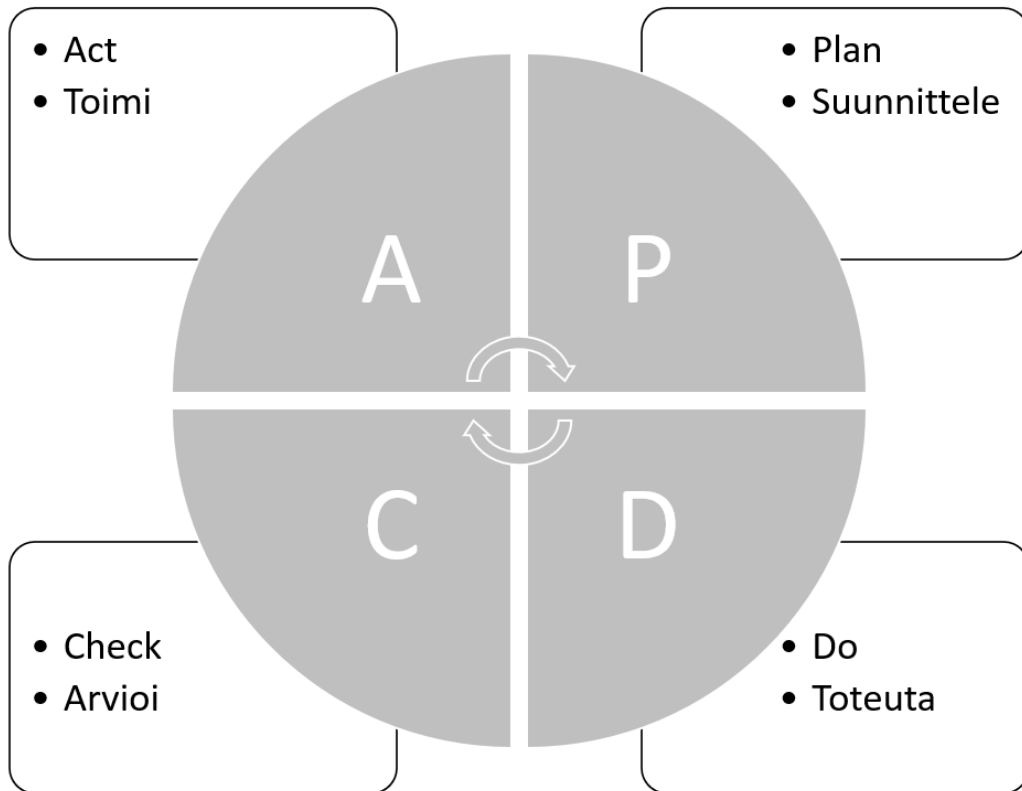 • Act
• Toimi
• Plan
• Suunnittele
A
P
C
D
• Check
• Arvioi
• Do
• Toteuta